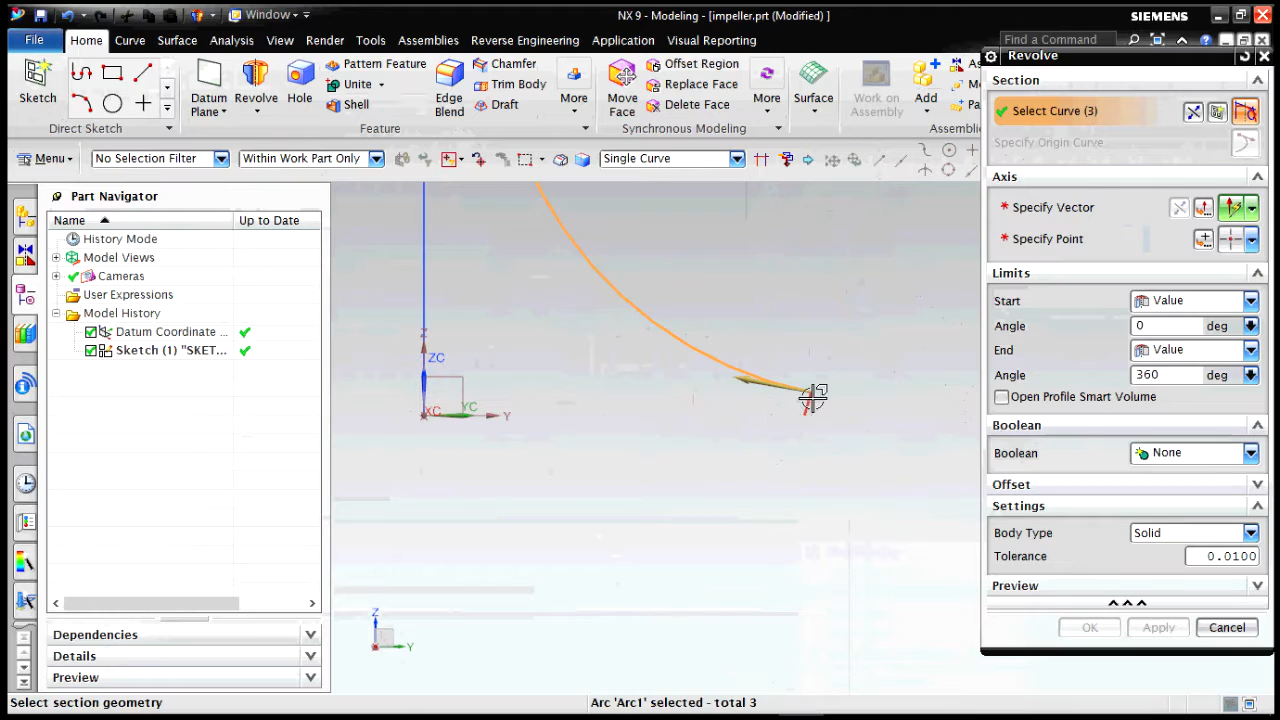 NX 9 - Modeling - [impeller.prt (Modified) ]
SIEMENS
Window
File
Home
Curve
Surface
Analysis
View
Render
Tools
Assemblies
Reverse Engineering
Application
Visual Reporting
Find a Command
Sketch
Direct Sketch
Datum Plane
Revolve
Hole
Pattern Feature
Unite
Shell
Edge Blend
Chamfer
Trim Body
Draft
More
Feature
Move Face
Offset Region
Replace Face
Delete Face
More
Synchronous Modeling
Surface
Work on Assembly
Add
As
M
Pa
Assemblie
Menu
No Selection Filter
Within Work Part Only
Single Curve
Part Navigator
Name
Up to Date
History Mode
Model Views
Cameras
User Expressions
Model History
Datum Coordinate ...
Sketch (1) "SKET...
Dependencies
Details
Preview
Z
ZC
XC
YC
Y
Z
Y
Revolve
Section
Select Curve (3)
Specify Origin Curve
Axis
* Specify Vector
* Specify Point
Limits
Start
Value
Angle
0
deg
End
Value
Angle
360
deg
Open Profile Smart Volume
Boolean
Boolean
None
Offset
Settings
Body Type
Solid
Tolerance
0.0100
Preview
OK
Apply
Cancel
Select section geometry
Arc 'Arc1' selected - total 3